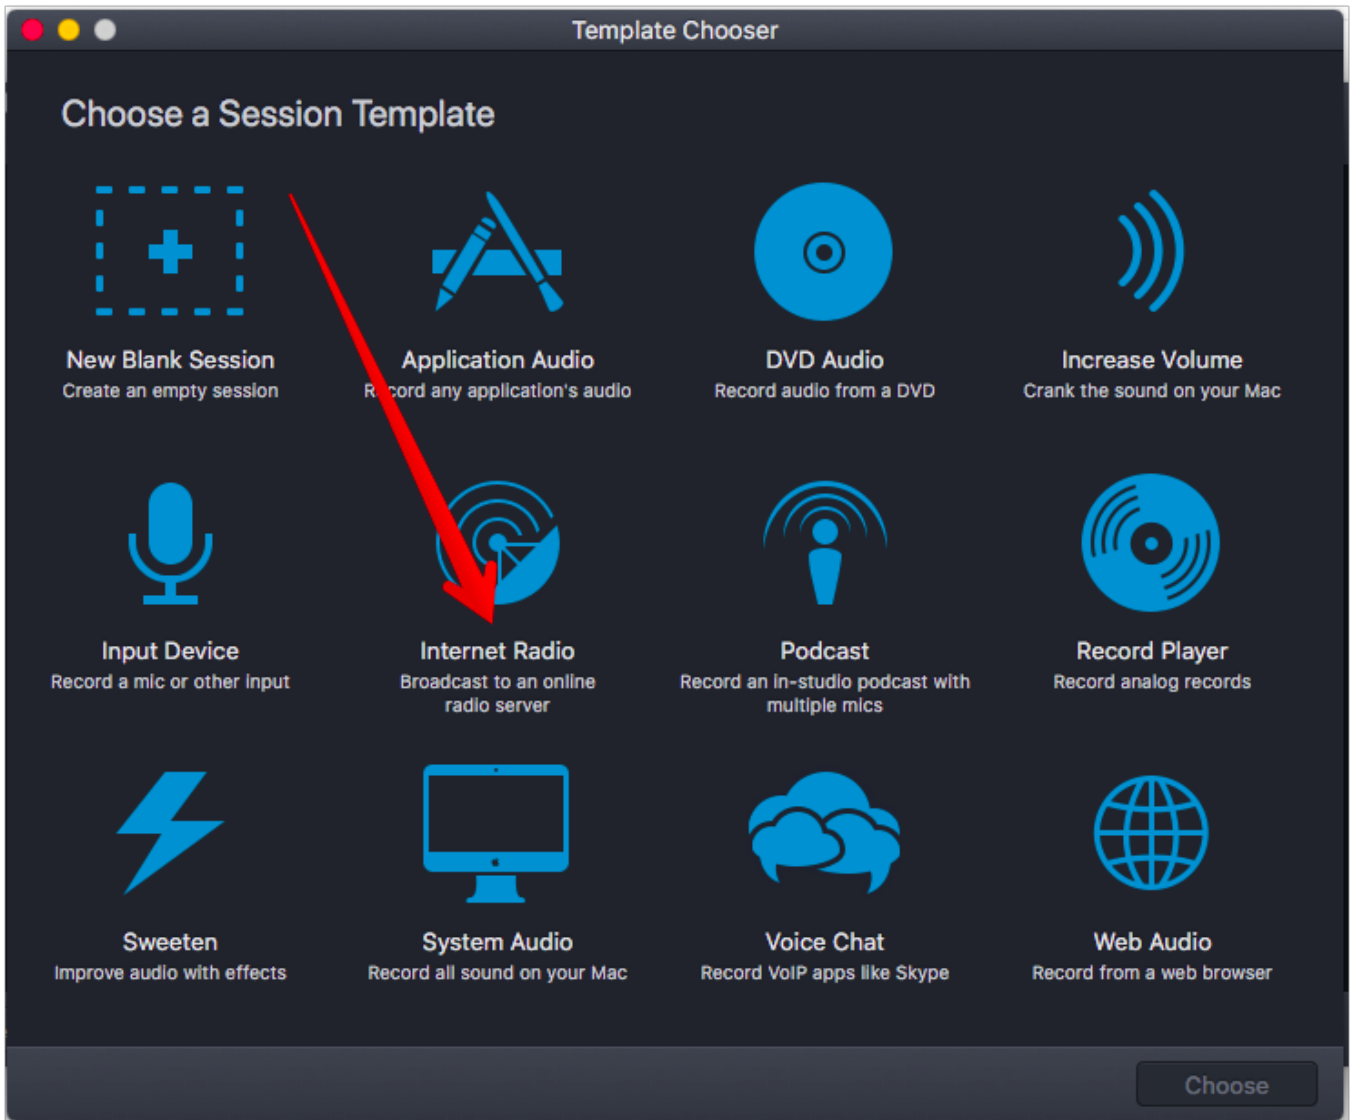 Template Chooser
Choose a Session Template
New Blank Session
Create an empty session
Application Audio
Record any application's audio
DVD Audio
Record audio from a DVD
Increase Volume
Crank the sound on your Mac
Input Device
Record a mic or other input
Internet Radio
Broadcast to an online
radio server
Podcast
Record an in-studio podcast with
multiple mics
Record Player
Record analog records
Sweeten
Improve audio with effects
System Audio
Record all sound on your Mac
Voice Chat
Record VoIP apps like Skype
Web Audio
Record from a web browser
Choose